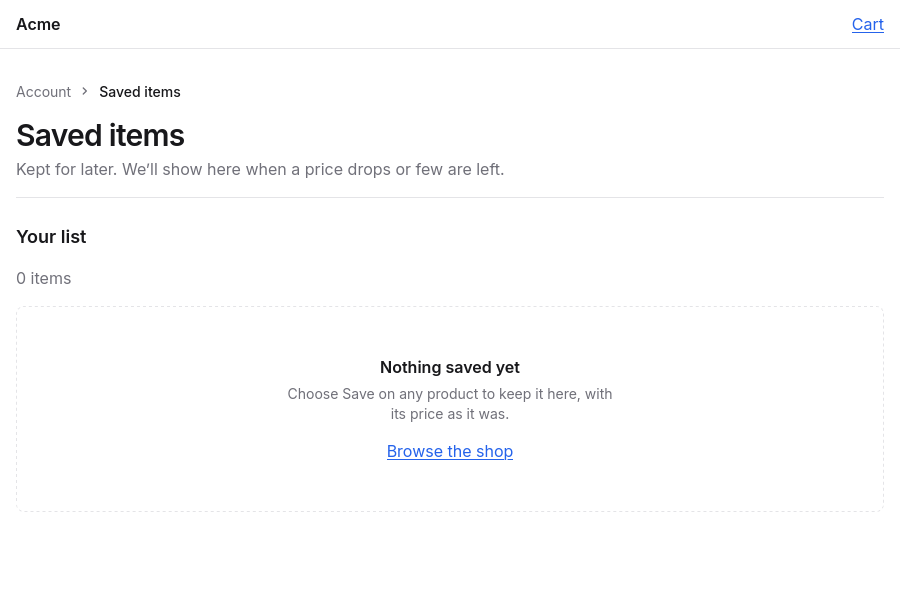 Acme
Cart
Account > Saved items
Saved items
Kept for later. We'll show here when a price drops or few are left.
Your list
0 items
Nothing saved yet
Choose Save on any product to keep it here, with
its price as it was.
Browse the shop